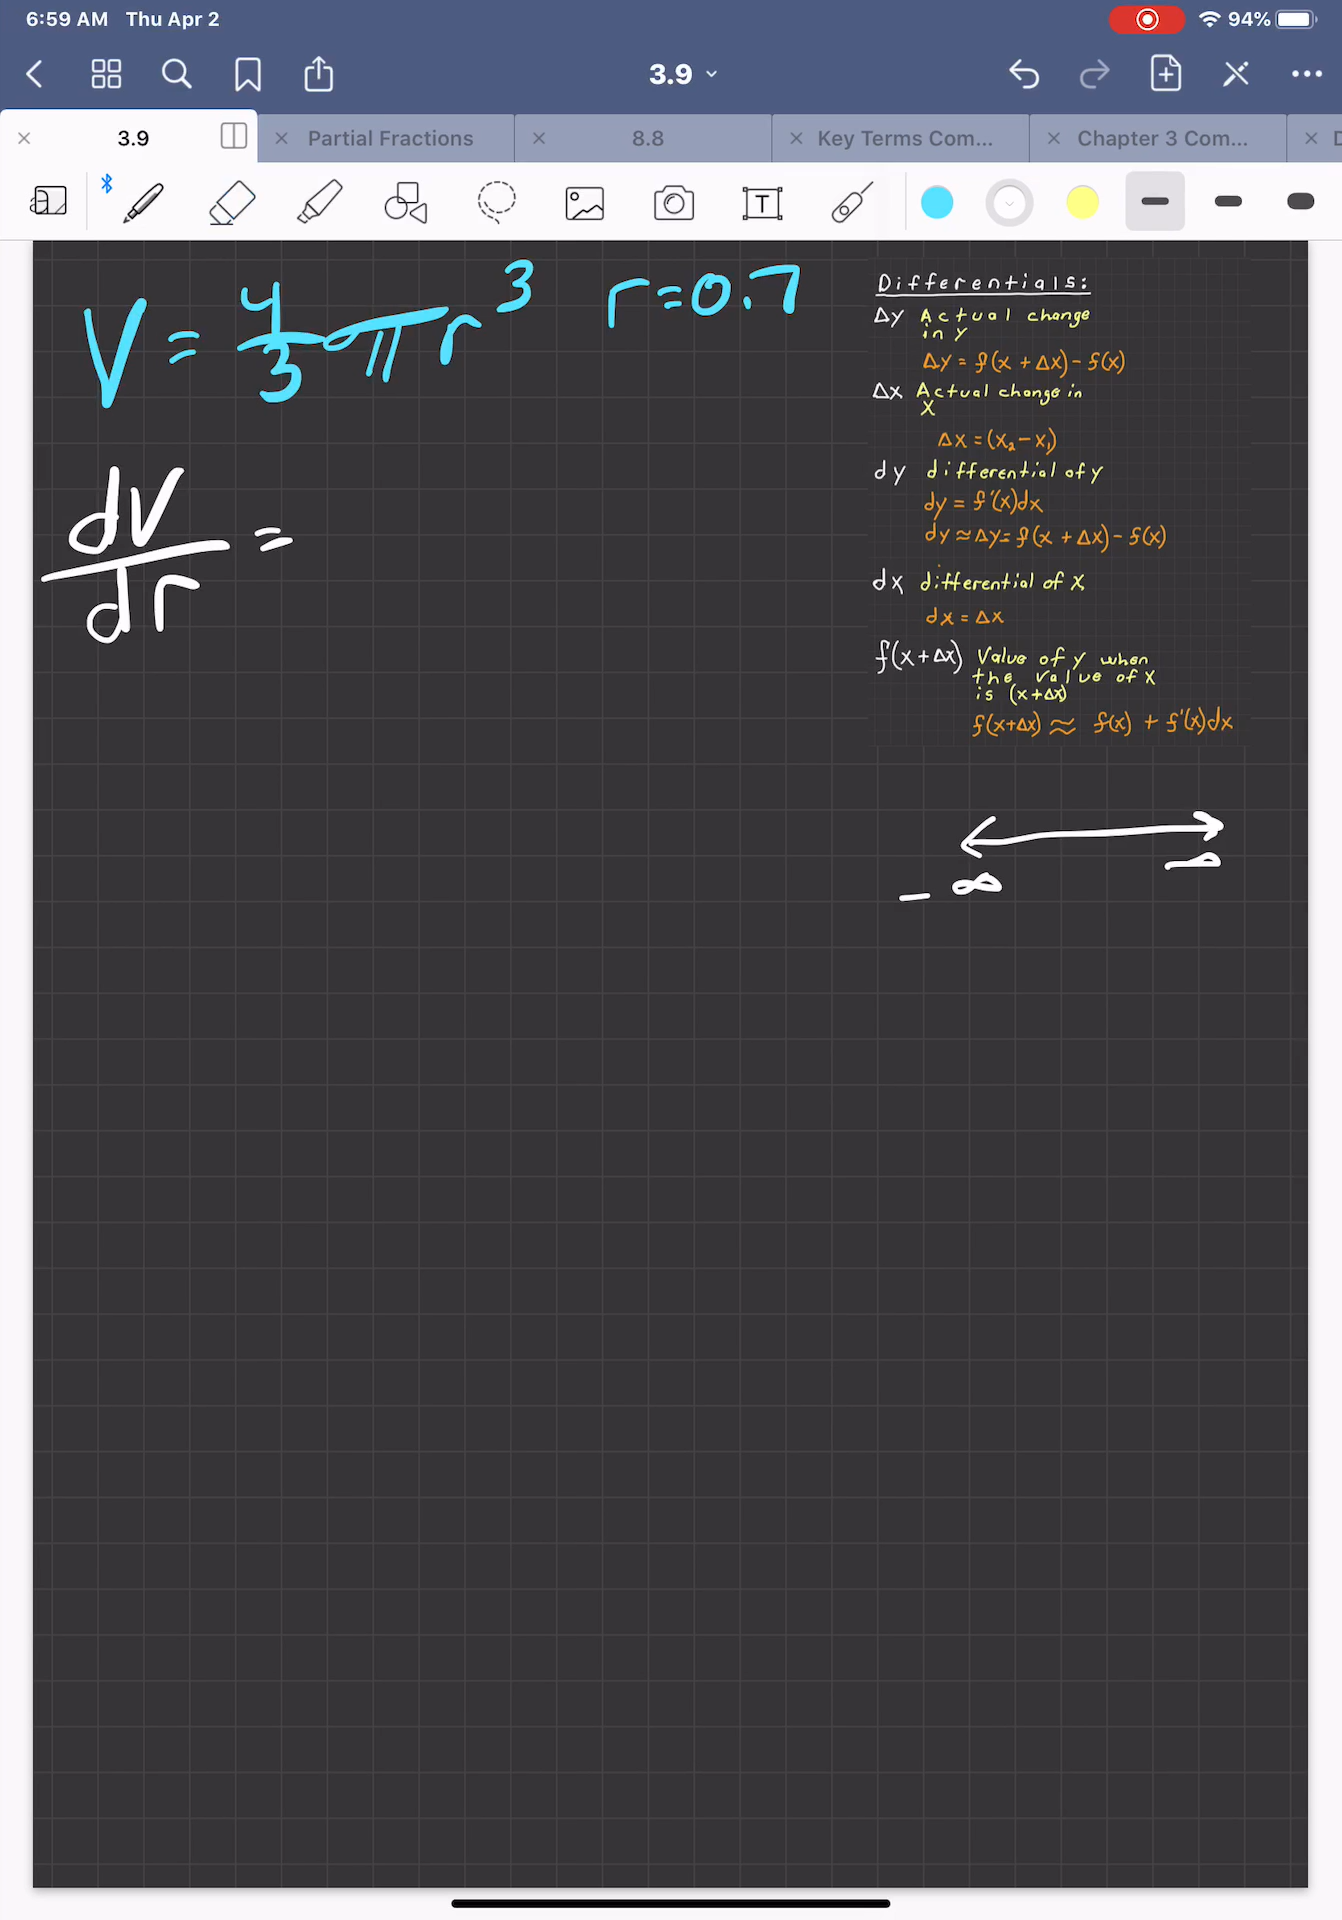 6:59 AM Thu Apr 2 94%
3.9
3.9 Partial Fractions 8.8 Key Terms Com... Chapter 3 Com... D
T
V = 4/3 πr³ r=0.7
dV/dr =
Differentials:
Δy Actual change
in y
Δy = f(x + Δx) - f(x)
Δx Actual change in
x
Δx = (x₂ - x₁)
dy differential of y
dy = f'(x)dx
dy ≈ Δy = f(x + Δx) - f(x)
dx differential of x
dx = Δx
f(x+Δx) Value of y when
the value of x
is (x+Δx)
f(x+Δx) ≈ f(x) + f'(x)dx
- ∞ ∞